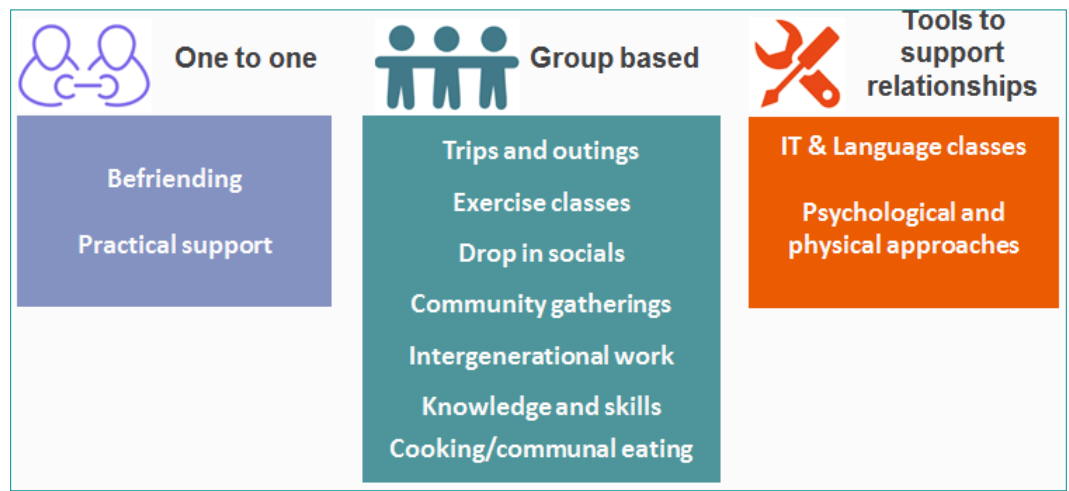 One to one
Befriending
Practical support
Group based
Trips and outings
Exercise classes
Drop in socials
Community gatherings
Intergenerational work
Knowledge and skills
Cooking/communal eating
Tools to
support
relationships
IT & Language classes
Psychological and
physical approaches